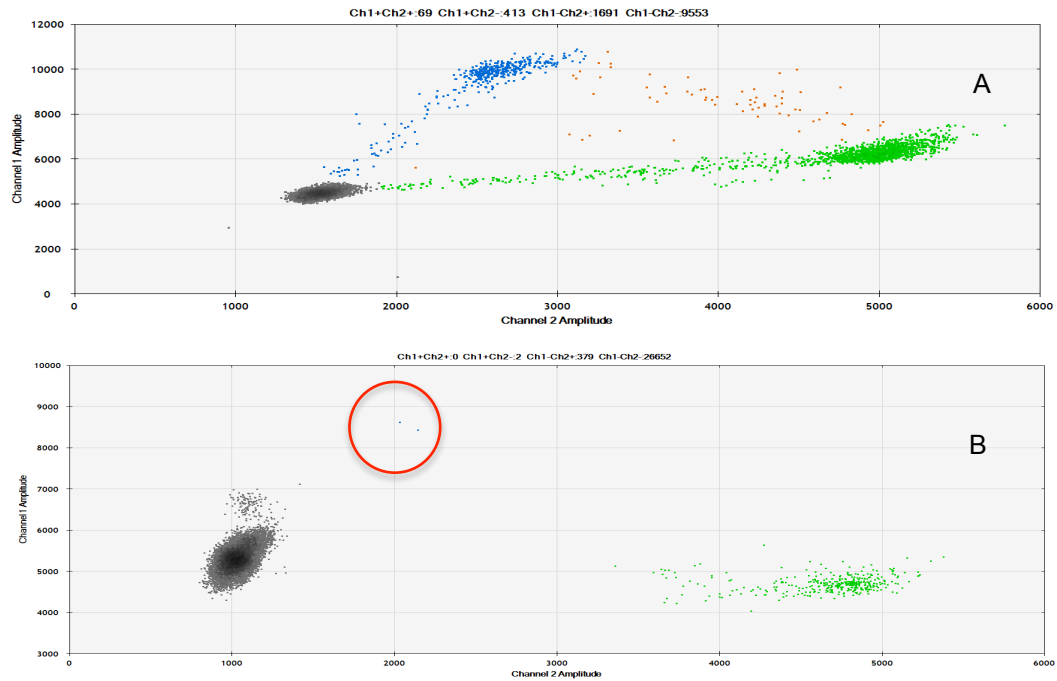 Ch1+Ch2+:69 Ch1+Ch2-:413 Ch1-Ch2+:1691 Ch1-Ch2-:9553
12000
10000
8000
6000
4000
2000
0
Channel 1 Amplitude
A
0 1000 2000 3000 4000 5000 6000
Channel 2 Amplitude
Ch1+Ch2+:0 Ch1+Ch2-:2 Ch1-Ch2+:379 Ch1-Ch2-:26652
10000
9000
8000
7000
6000
5000
4000
3000
Channel 1 Amplitude
B
0 1000 2000 3000 4000 5000 6000
Channel 2 Amplitude